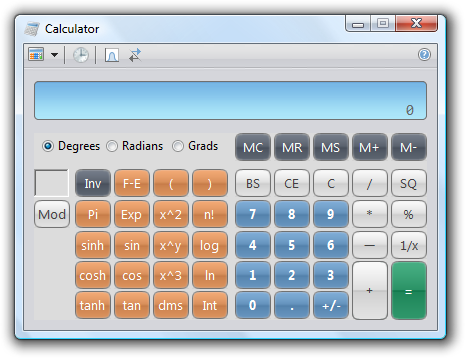 Calculator
0
Degrees Radians Grads MC MR MS M+ M-
Inv F-E ( ) BS CE C / SQ
Mod Pi Exp x^2 n! 7 8 9 * %
sinh sin x^y log 4 5 6 — 1/x
cosh cos x^3 ln 1 2 3 + =
tanh tan dms Int 0 . +/-